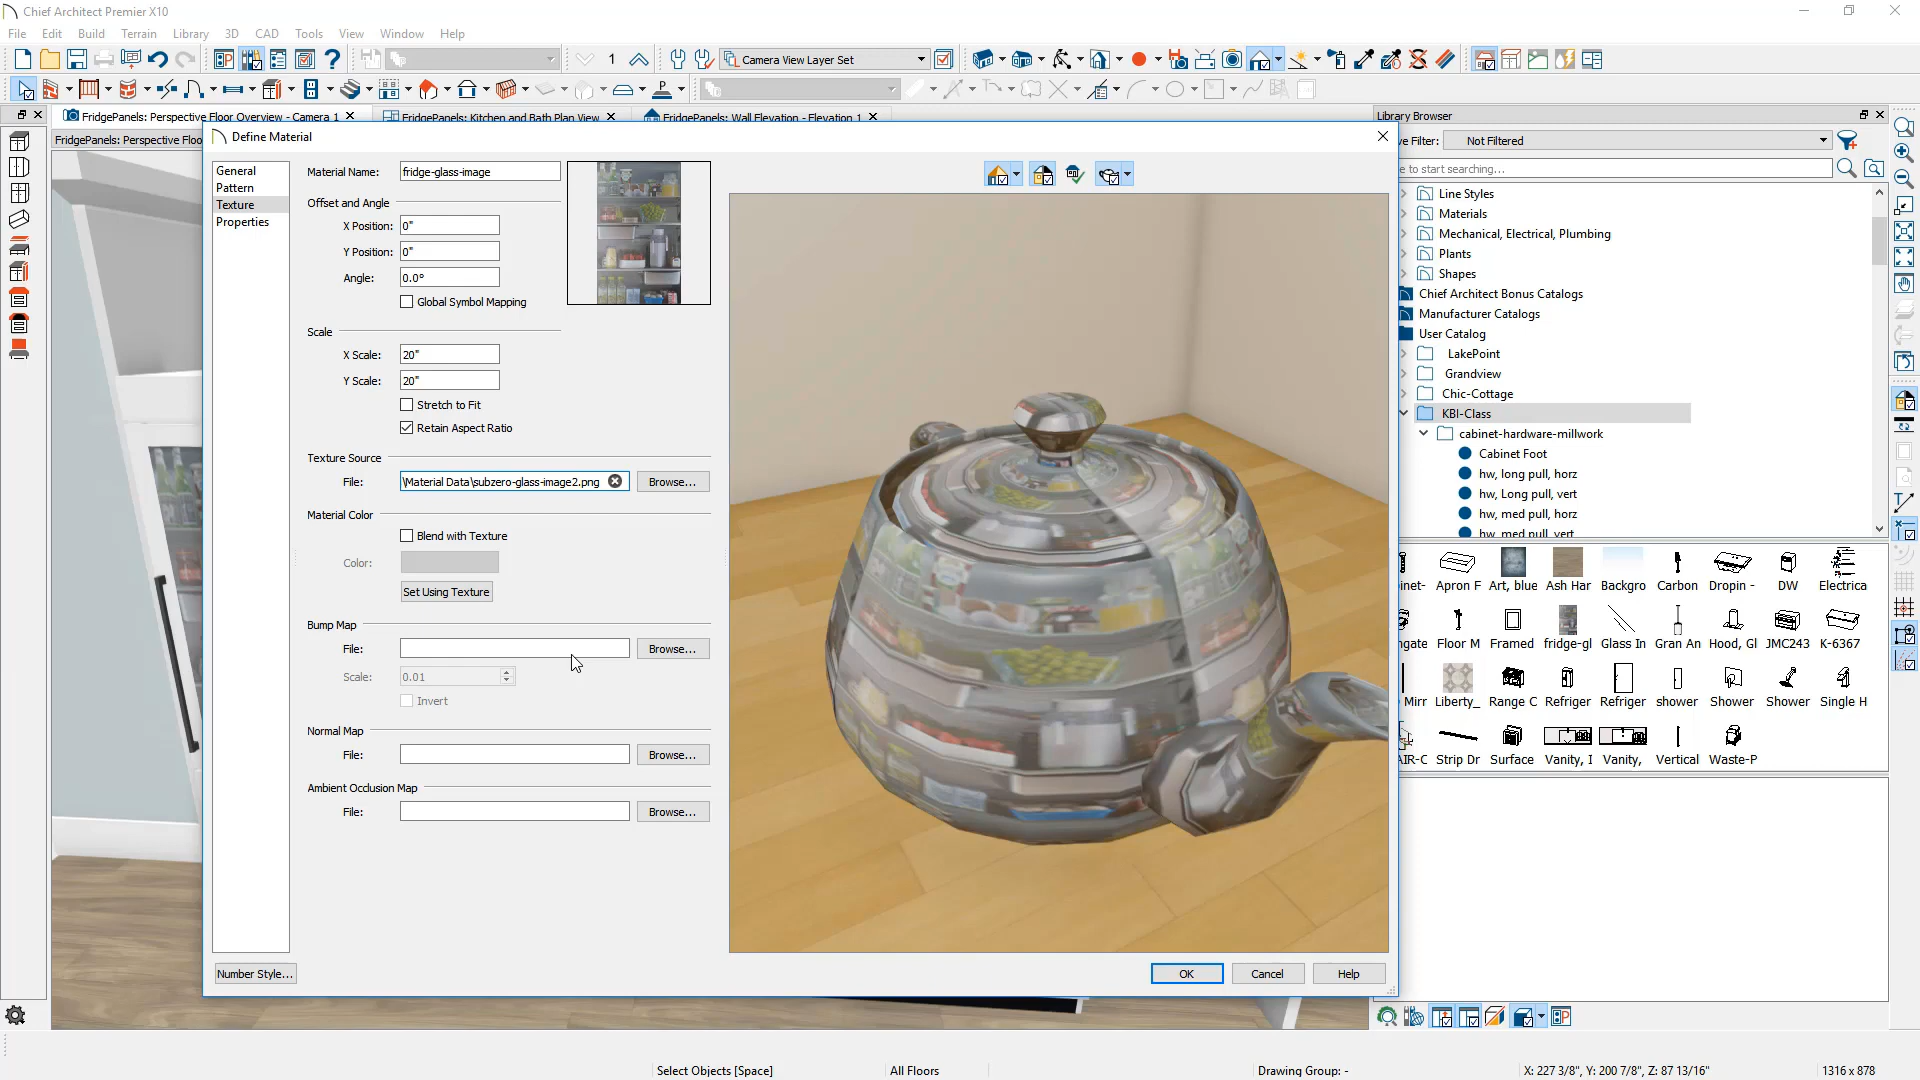 Chief Architect Premier X10
File Edit Build Terrain Library 3D CAD Tools View Window Help
1 Camera View Layer Set
FridgePanels: Perspective Floor Overview - Camera 1 FridgePanels: Kitchen and Bath Plan View FridgePanels: Wall Elevation - Elevation 1
FridgePanels: Perspective Floo
Define Material
General
Pattern
Texture
Properties
Material Name: fridge-glass-image
Offset and Angle
X Position: 0"
Y Position: 0"
Angle: 0.0°
Global Symbol Mapping
Scale
X Scale: 20"
Y Scale: 20"
Stretch to Fit
Retain Aspect Ratio
Texture Source
File: \Material Data\subzero-glass-image2.png Browse...
Material Color
Blend with Texture
Color:
Set Using Texture
Bump Map
File: Browse...
Scale: 0.01
Invert
Normal Map
File: Browse...
Ambient Occlusion Map
File: Browse...
Number Style...
OK Cancel Help
Library Browser
ve Filter: Not Filtered
e to start searching...
Line Styles
Materials
Mechanical, Electrical, Plumbing
Plants
Shapes
Chief Architect Bonus Catalogs
Manufacturer Catalogs
User Catalog
LakePoint
Grandview
Chic-Cottage
KBI-Class
cabinet-hardware-millwork
Cabinet Foot
hw, long pull, horz
hw, Long pull, vert
hw, med pull, horz
hw, med pull, vert
inet- Apron F Art, blue Ash Har Backgro Carbon Dropin - DW Electrica
ngate Floor M Framed fridge-gl Glass In Gran An Hood, Gl JMC243 K-6367
Mirr Liberty_ Range C Refriger Refriger shower Shower Shower Single H
AIR-C Strip Dr Surface Vanity, I Vanity, Vertical Waste-P
Select Objects [Space] All Floors Drawing Group: - X: 227 3/8", Y: 200 7/8", Z: 87 13/16" 1316 x 878